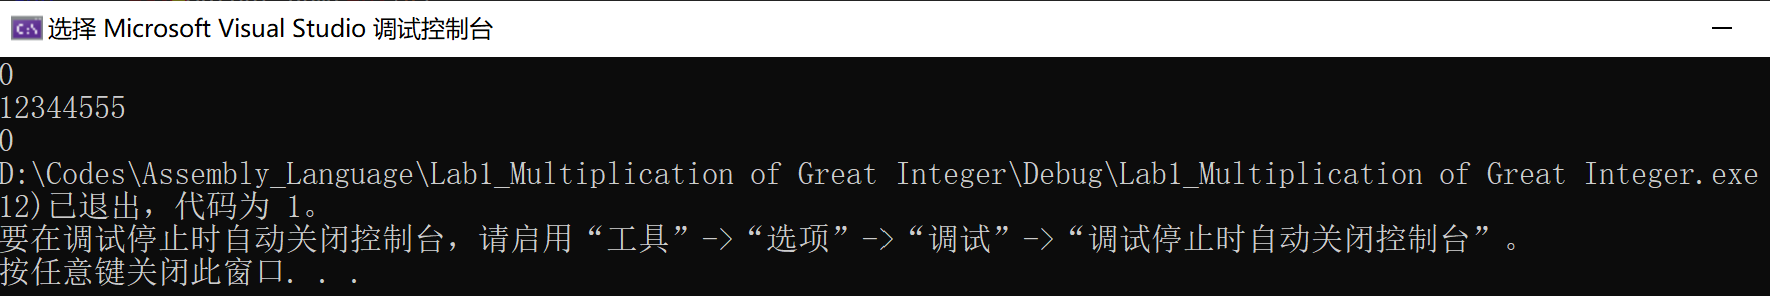 选择 Microsoft Visual Studio 调试控制台
0
12344555
0
D:\Codes\Assembly_Language\Lab1_Multiplication of Great Integer\Debug\Lab1_Multiplication of Great Integer.exe
12)已退出，代码为 1。
要在调试停止时自动关闭控制台，请启用“工具”->“选项”->“调试”->“调试停止时自动关闭控制台”。
按任意键关闭此窗口. . .